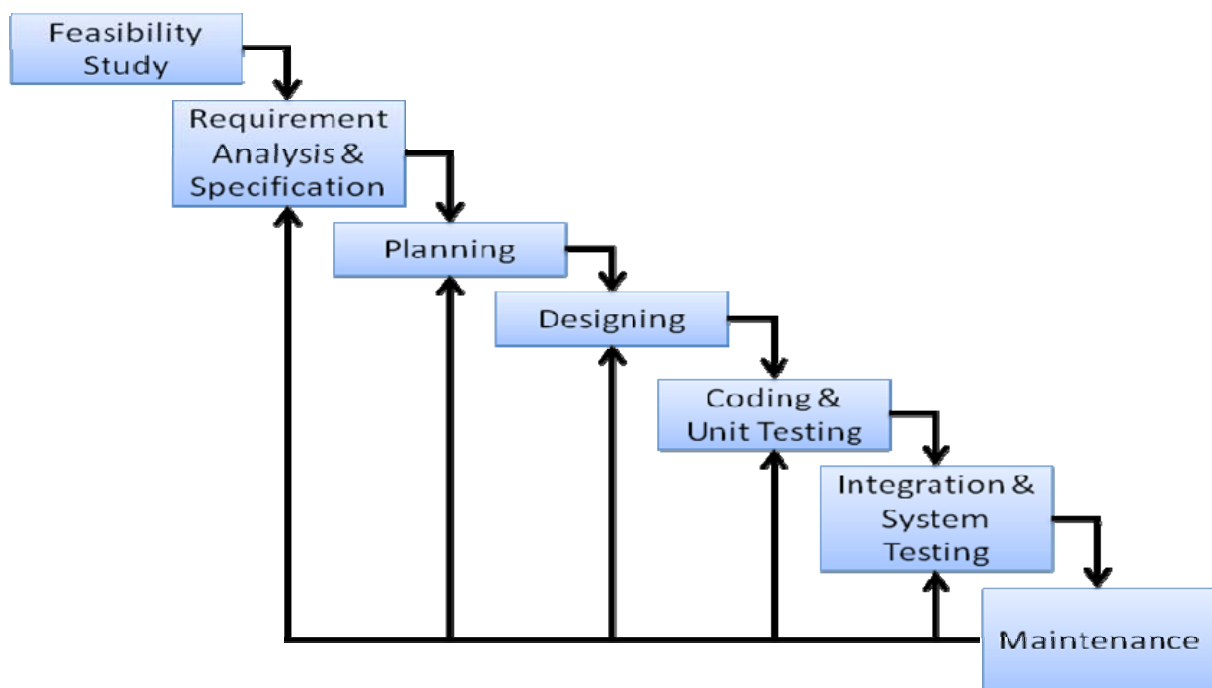 Feasibility
Study
Requirement
Analysis &
Specification
Planning
Designing
Coding &
Unit Testing
Integration &
System
Testing
Maintenance